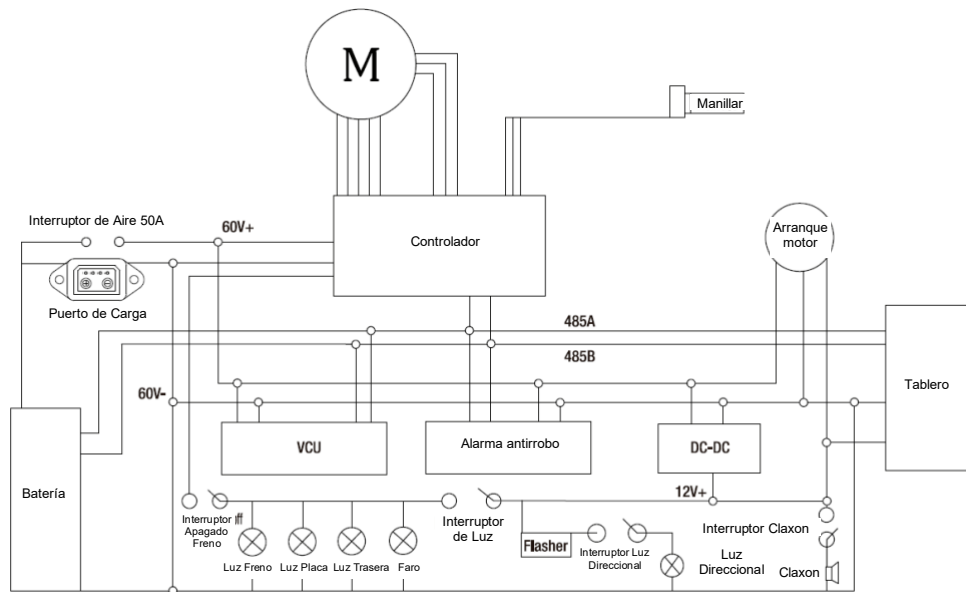 M
Manillar
Interruptor de Aire 50A
60V+
Controlador
Arranque
motor
Puerto de Carga
485A
485B
Tablero
60V-
VCU
Alarma antirrobo
DC-DC
Batería
12V+
Interruptor
Apagado
Freno
Interruptor
de Luz
Interruptor Claxon
Flasher
Interruptor Luz
Direccional
Luz
Direccional
Luz Freno
Luz Placa
Luz Trasera
Faro
Claxon